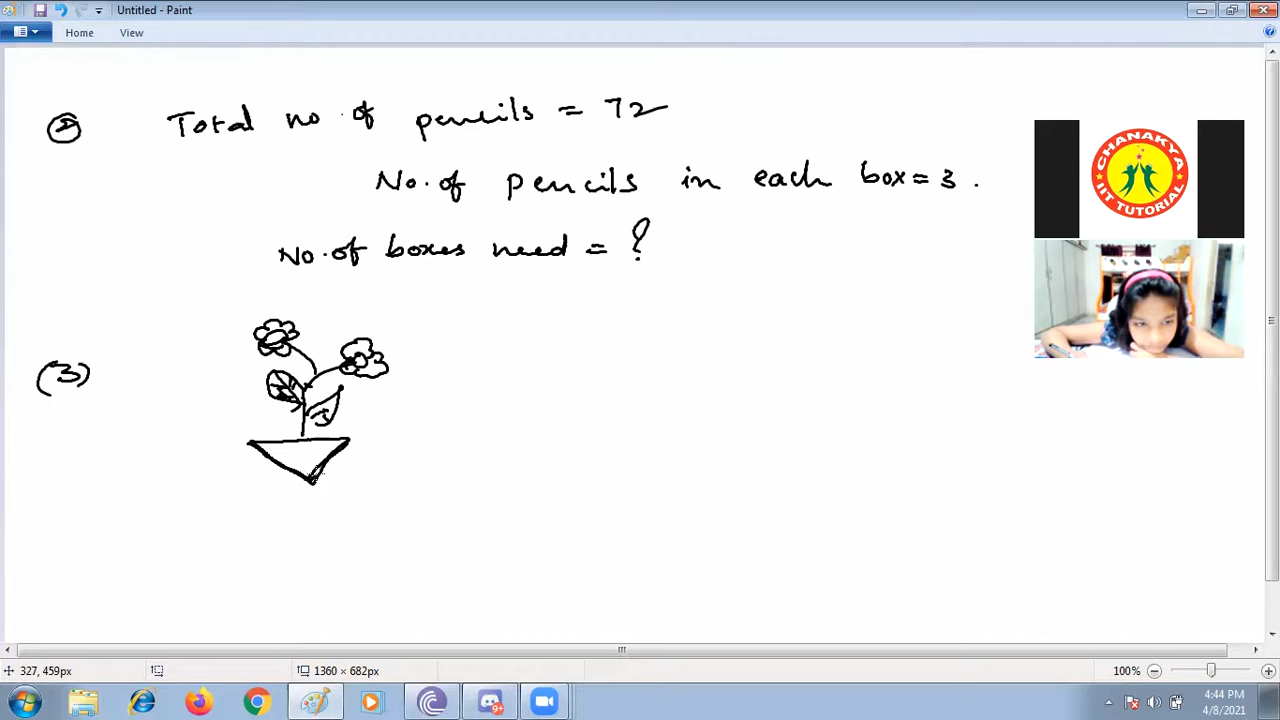 Untitled - Paint
Home
View
Total no of pencils = 72
No. of pencils in each box = 3 .
No. of boxes need = ?
(3)
CHANAKYA
IIT TUTORIAL
327, 459px
1360 × 682px
100%
4:44 PM
4/8/2021